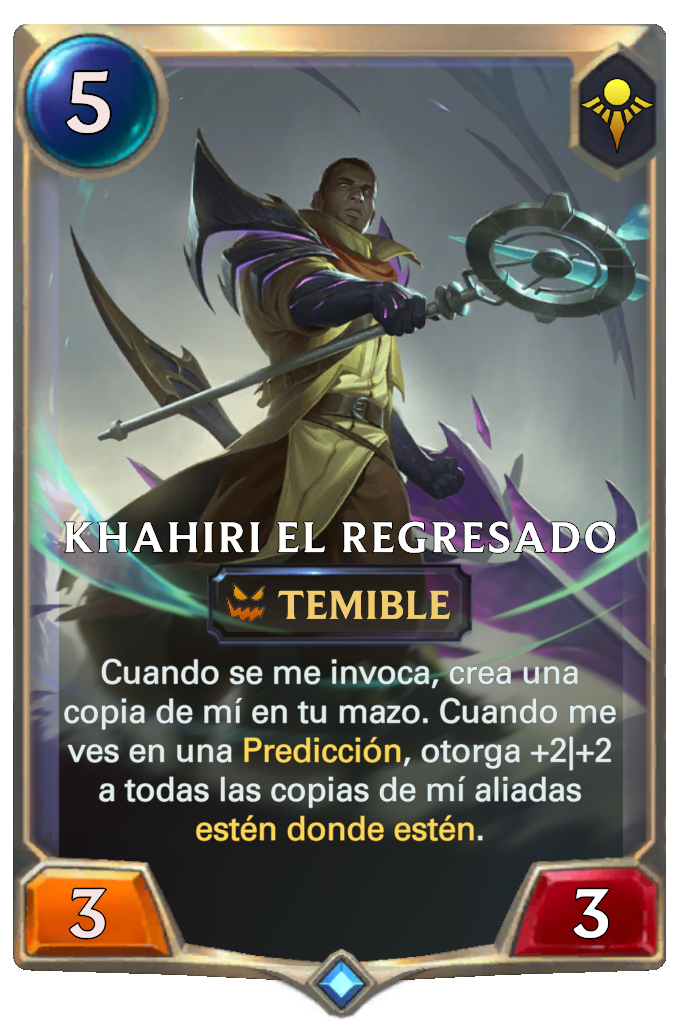 5
KHAHIRI EL REGRESADO
TEMIBLE
Cuando se me invoca, crea una
copia de mí en tu mazo. Cuando me
ves en una Predicción, otorga +2|+2
a todas las copias de mí aliadas
estén donde estén.
3
3